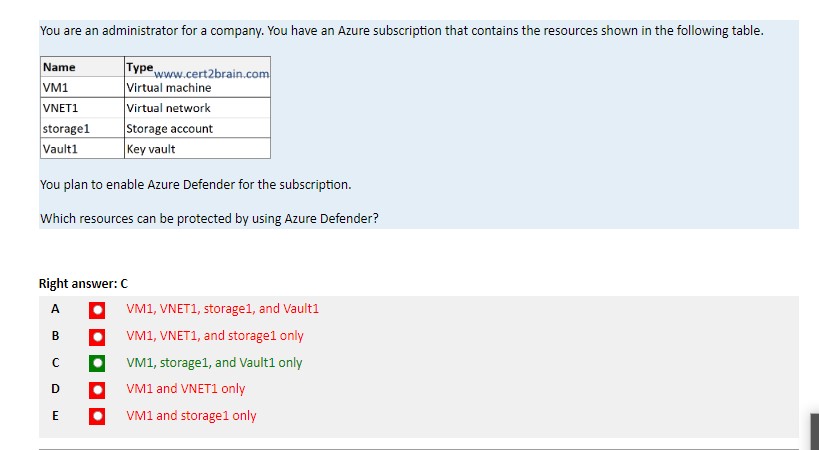 You are an administrator for a company. You have an Azure subscription that contains the resources shown in the following table.
Name Type
www.cert2brain.com
VM1 Virtual machine
VNET1 Virtual network
storage1 Storage account
Vault1 Key vault
You plan to enable Azure Defender for the subscription.
Which resources can be protected by using Azure Defender?
Right answer: C
A VM1, VNET1, storage1, and Vault1
B VM1, VNET1, and storage1 only
C VM1, storage1, and Vault1 only
D VM1 and VNET1 only
E VM1 and storage1 only